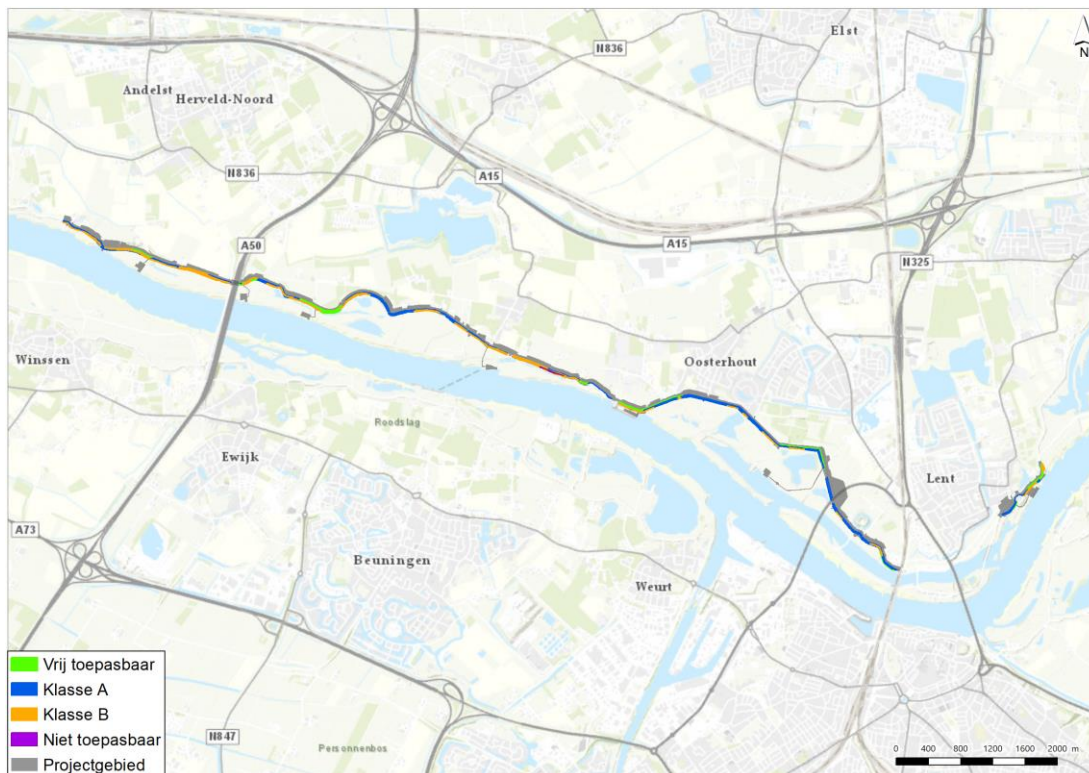 Elst
N836
N
Andelst
Herveld-Noord
N836
A15
A50
A15
N325
Winssen
Oosterhout
Roodslag
Ewijk
Lent
A73
Beuningen
Weurt
Vrij toepasbaar
Klasse A
Klasse B
Niet toepasbaar
Projectgebied
N847
Personnenbos
0 400 800 1200 1600 2000 m